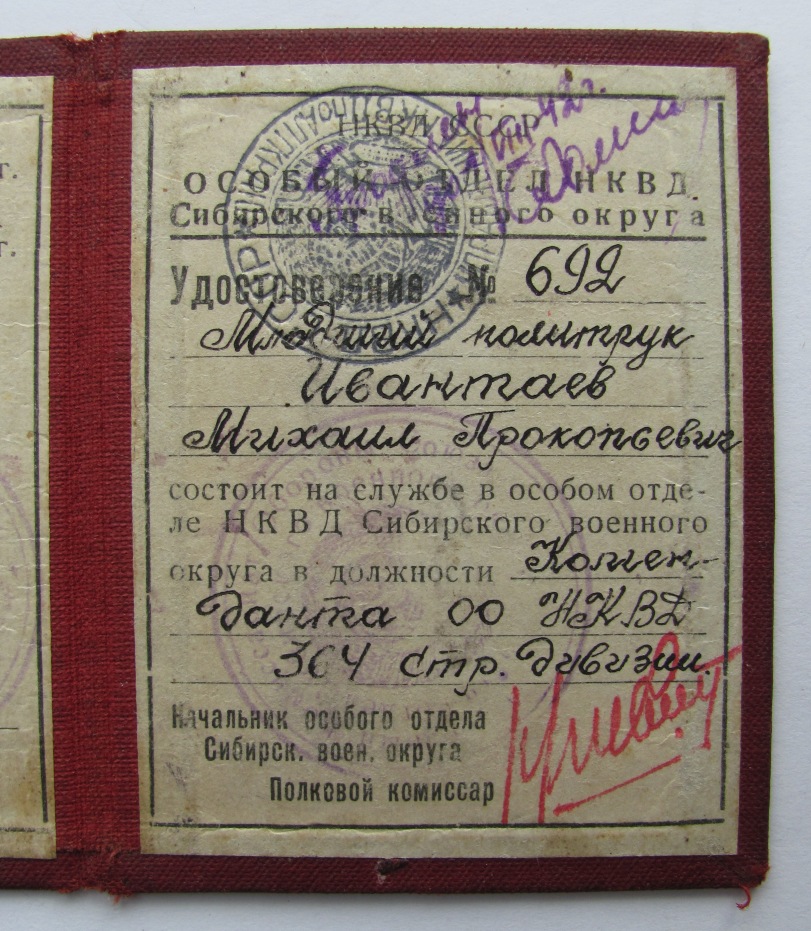 НКВД СССР
ОСОБЫЙ ОТДЕЛ НКВД
Сибирского военного округа
Удостоверение № 692
Младший политрук
Ивантаев
Михаил Прокопьевич
состоит на службе в особом отде-
ле НКВД Сибирского военного
округа в должности Комен-
данта ОО НКВД
364 стр. дивизии.
Начальник особого отдела
Сибирск. воен. округа
Полковой комиссар
г.
г.
42 г.